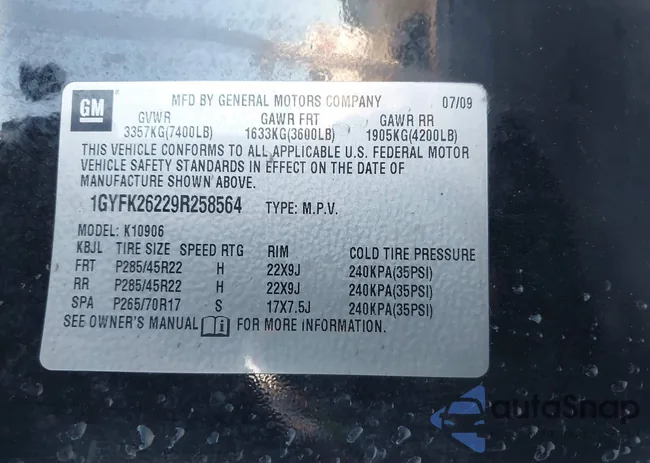 GM
MFD BY GENERAL MOTORS COMPANY 07/09
GVWR GAWR FRT GAWR RR
3357KG(7400LB) 1633KG(3600LB) 1905KG(4200LB)
THIS VEHICLE CONFORMS TO ALL APPLICABLE U.S. FEDERAL MOTOR
VEHICLE SAFETY STANDARDS IN EFFECT ON THE DATE OF
MANUFACTURE SHOWN ABOVE.
1GYFK26229R258564 TYPE: M.P.V.
MODEL: K10906
KBJL TIRE SIZE SPEED RTG RIM COLD TIRE PRESSURE
FRT P285/45R22 H 22X9J 240KPA(35PSI)
RR P285/45R22 H 22X9J 240KPA(35PSI)
SPA P265/70R17 S 17X7.5J 240KPA(35PSI)
SEE OWNER'S MANUAL i FOR MORE INFORMATION.
autoSnap